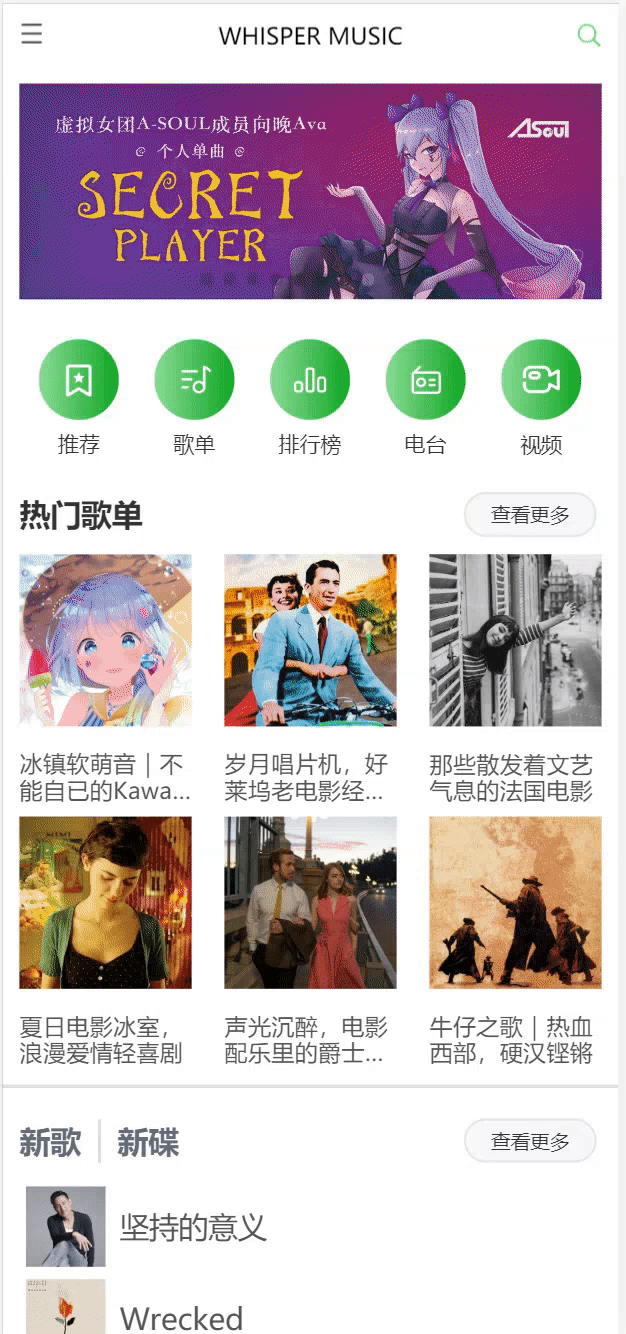 WHISPER MUSIC
虚拟女团A-SOUL成员向晚Ava
个人单曲
SECRET
PLAYER
ASoul
推荐
歌单
排行榜
电台
视频
热门歌单
查看更多
冰镇软萌音｜不
能自已的Kawa...
岁月唱片机，好
莱坞老电影经...
那些散发着文艺
气息的法国电影
夏日电影冰室，
浪漫爱情轻喜剧
声光沉醉，电影
配乐里的爵士...
牛仔之歌｜热血
西部，硬汉铿锵
新歌
新碟
查看更多
坚持的意义
Wrecked